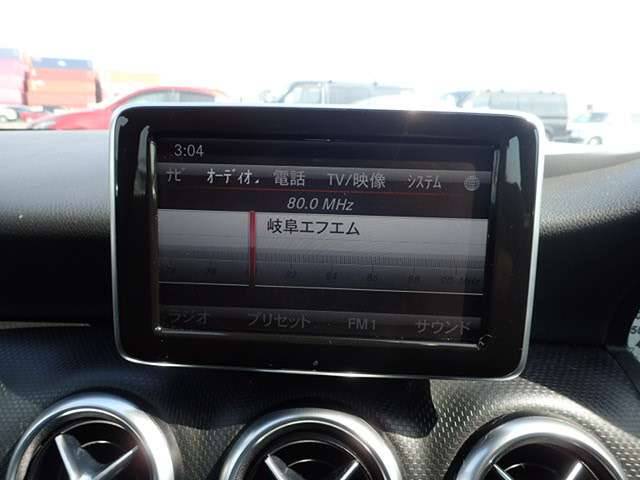 3:04
ナビ オーディオ TV/映像 電話 システム
80.0 MHz
岐阜エフエム
ラジオ プリセット FM1 サウンド